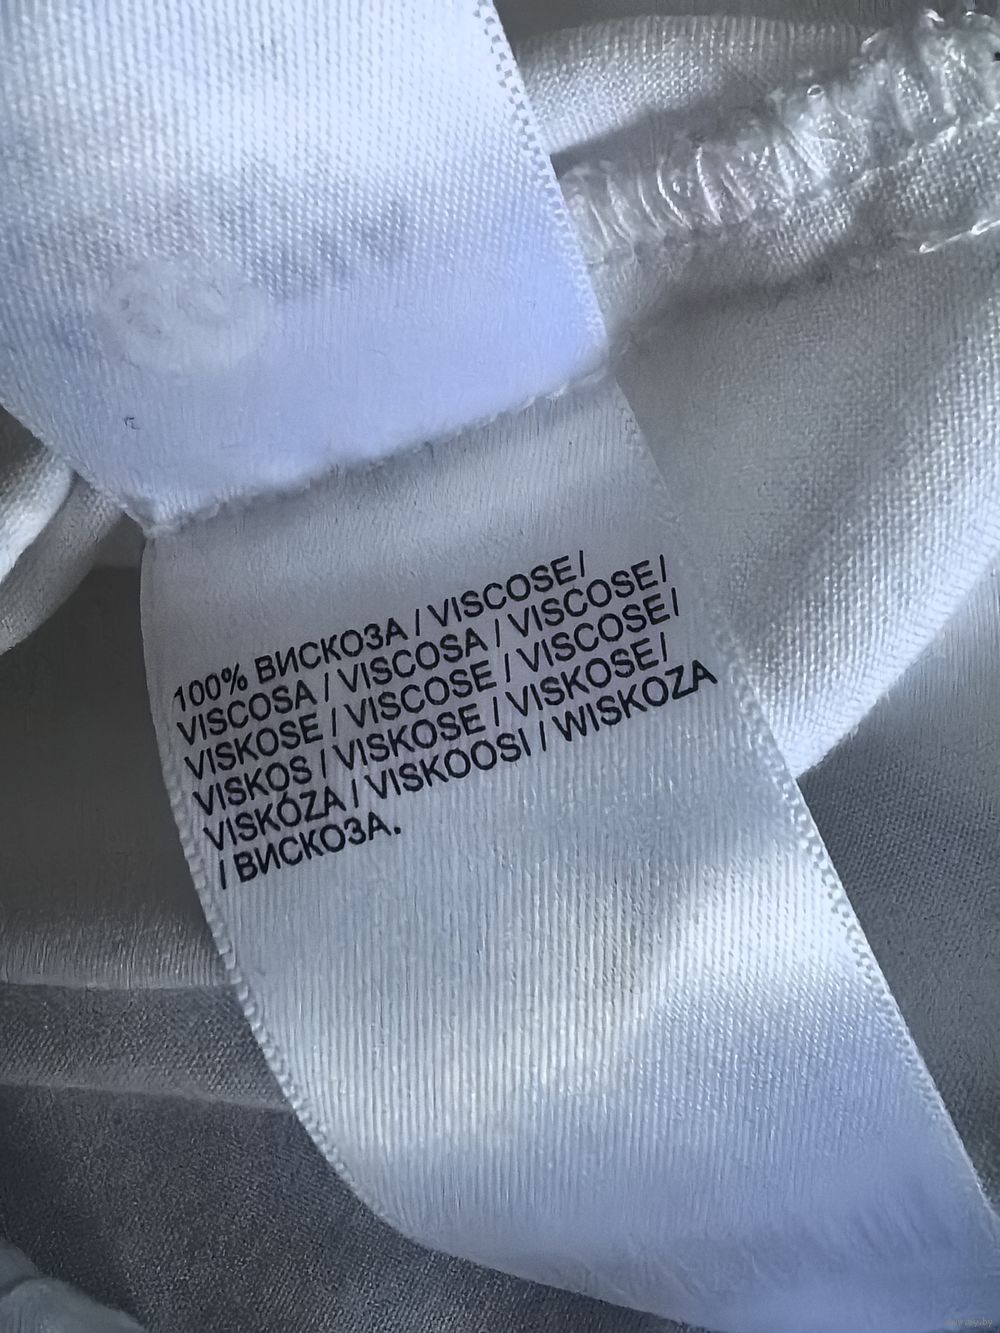 100% ВИСКОЗА / VISCOSE/
VISCOSA / VISCOSA / VISCOSE/
VISKOSE / VISCOSE / VISCOSE/
VISKOS / VISKOSE / VISKOSE/
VISKÓZA / VISKOOSI / WISKOZA
/ ВИСКОЗА.